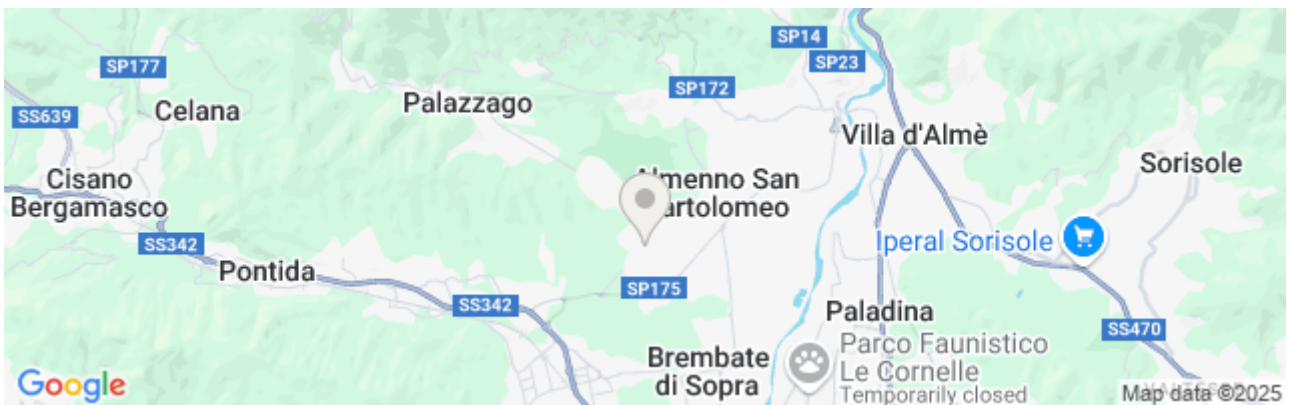 SP14
SP177
SP23
SP172
Palazzago
Celana
SS639
Villa d'Almè
Sorisole
Cisano
Bergamasco
Almenno San
Bartolomeo
SS342
Iperal Sorisole
Pontida
SP175
SS342
Paladina
SS470
Brembate
di Sopra
Parco Faunistico
Le Cornelle
Temporarily closed
Google
Map data ©2025